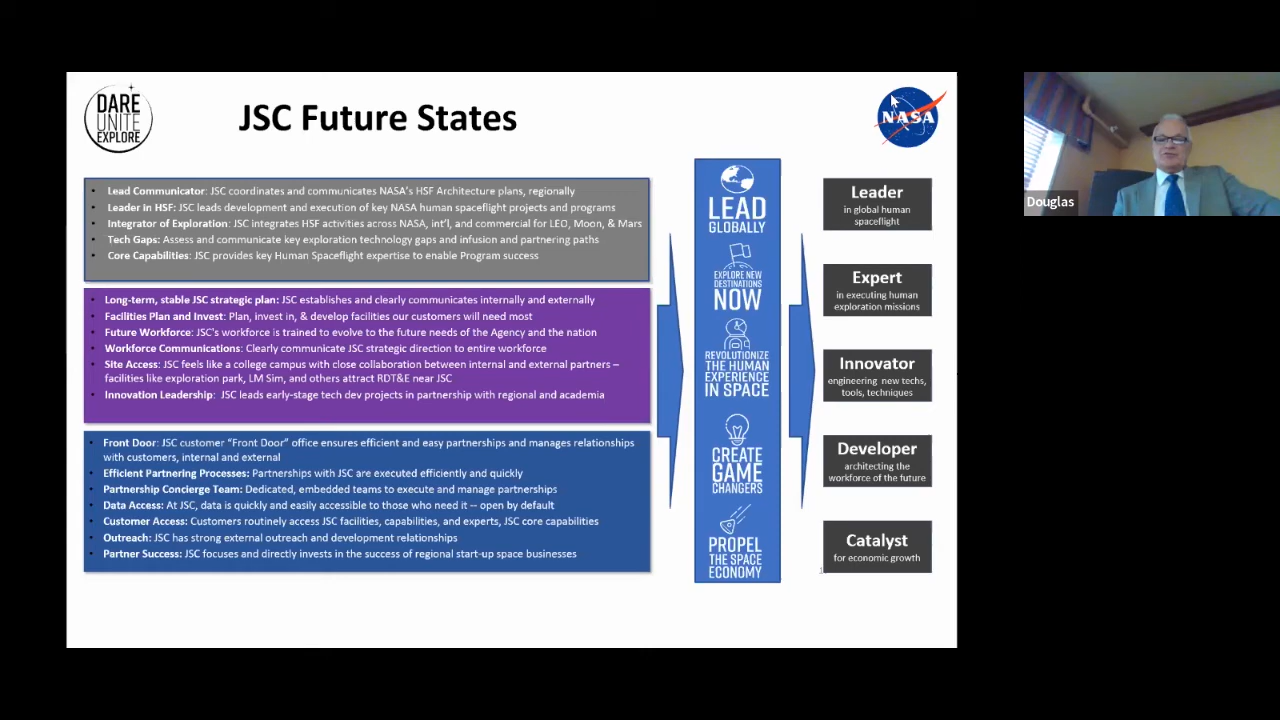 DARE
UNITE
EXPLORE
JSC Future States
NASA
Douglas
• Lead Communicator: JSC coordinates and communicates NASA's HSF Architecture plans, regionally
• Leader in HSF: JSC leads development and execution of key NASA human spaceflight projects and programs
• Integrator of Exploration: JSC integrates HSF activities across NASA, int'l, and commercial for LEO, Moon, & Mars
• Tech Gaps: Assess and communicate key exploration technology gaps and infusion and partnering paths
• Core Capabilities: JSC provides key Human Spaceflight expertise to enable Program success
• Long-term, stable JSC strategic plan: JSC establishes and clearly communicates internally and externally
• Facilities Plan and Invest: Plan, invest in, & develop facilities our customers will need most
• Future Workforce: JSC's workforce is trained to evolve to the future needs of the Agency and the nation
• Workforce Communications: Clearly communicate JSC strategic direction to entire workforce
• Site Access: JSC feels like a college campus with close collaboration between internal and external partners –
facilities like exploration park, LM Sim, and others attract RDT&E near JSC
• Innovation Leadership: JSC leads early-stage tech dev projects in partnership with regional and academia
• Front Door: JSC customer "Front Door" office ensures efficient and easy partnerships and manages relationships
with customers, internal and external
• Efficient Partnering Processes: Partnerships with JSC are executed efficiently and quickly
• Partnership Concierge Team: Dedicated, embedded teams to execute and manage partnerships
• Data Access: At JSC, data is quickly and easily accessible to those who need it -- open by default
• Customer Access: Customers routinely access JSC facilities, capabilities, and experts, JSC core capabilities
• Outreach: JSC has strong external outreach and development relationships
• Partner Success: JSC focuses and directly invests in the success of regional start-up space businesses
LEAD
GLOBALLY
EXPLORE NEW
DESTINATIONS
NOW
REVOLUTIONIZE
THE HUMAN
EXPERIENCE
IN SPACE
CREATE
GAME
CHANGERS
PROPEL
THE SPACE
ECONOMY
Leader
in global human
spaceflight
Expert
in executing human
exploration missions
Innovator
engineering new techs,
tools, techniques
Developer
architecting the
workforce of the future
Catalyst
for economic growth